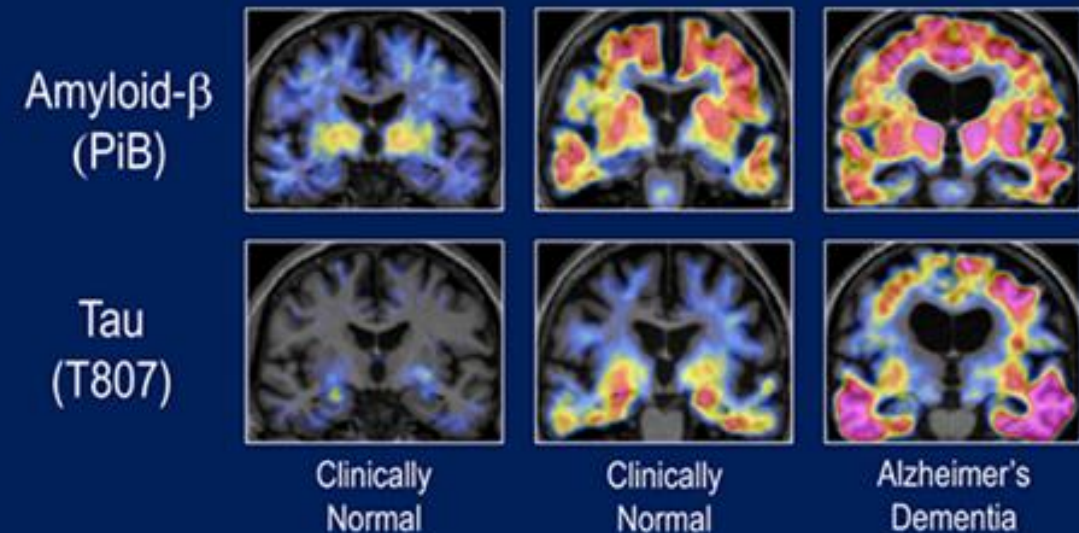 Amyloid-β
(PiB)
Tau
(T807)
Clinically
Normal
Clinically
Normal
Alzheimer's
Dementia